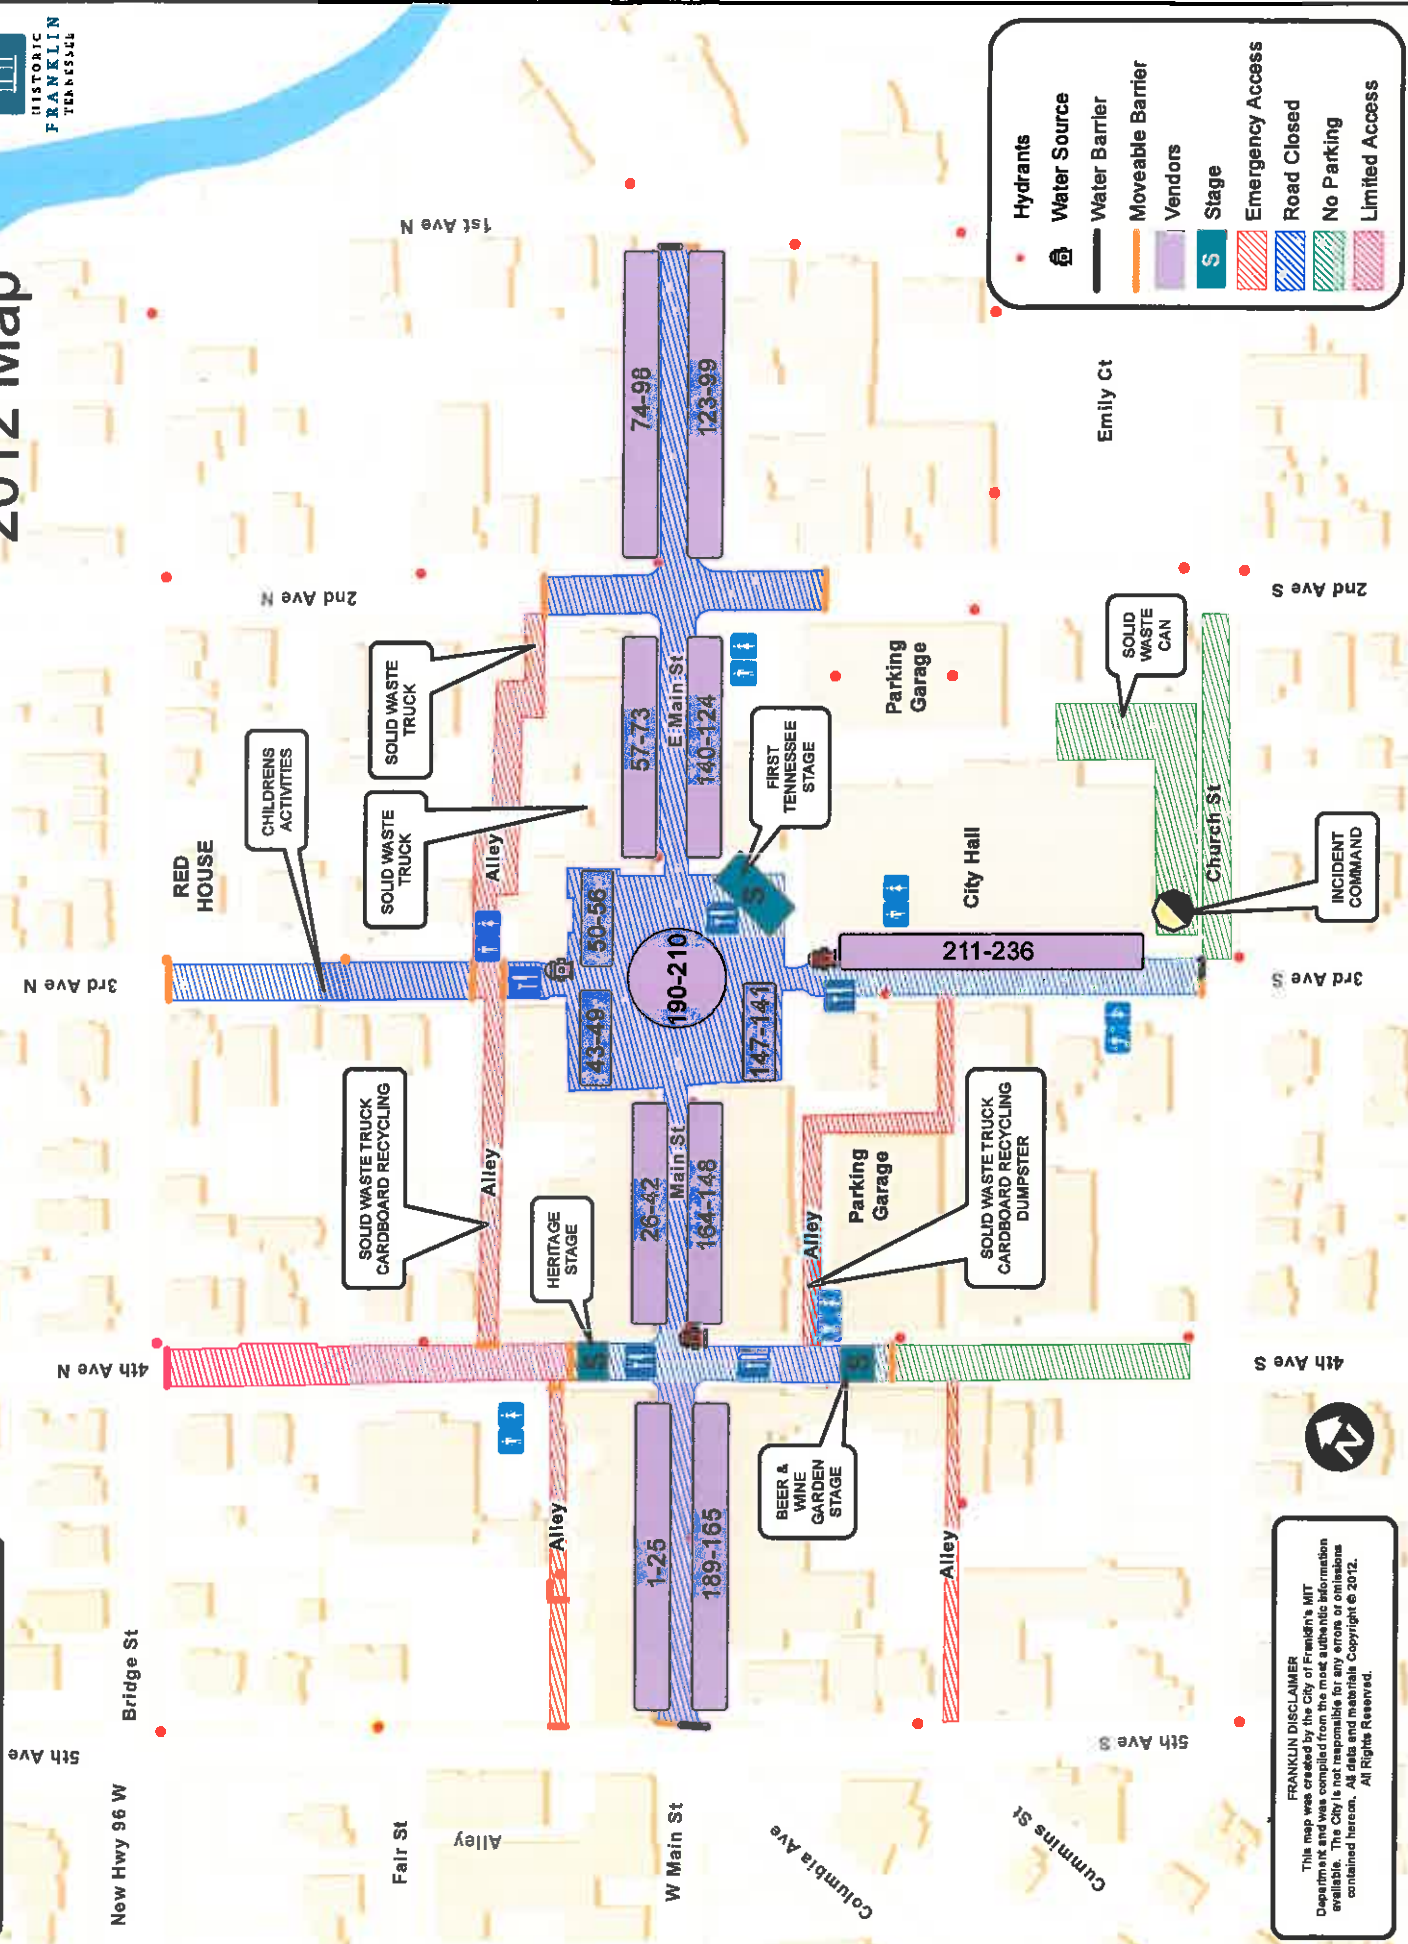 2012 Map
HISTORIC
FRANKLIN
TENNESSEE
Hydrants
Water Source
Water Barrier
Moveable Barrier
Vendors
S
Stage
Emergency Access
Road Closed
No Parking
Limited Access
1st Ave N
2nd Ave N
3rd Ave N
4th Ave N
5th Ave
2nd Ave S
3rd Ave S
4th Ave S
5th Ave S
Bridge St
New Hwy 96 W
Fair St
Alley
W Main St
Columbia Ave
Cummins St
Emily Ct
Church St
E Main St
Main St
RED
HOUSE
CHILDRENS
ACTIVITIES
SOLID WASTE
TRUCK
SOLID WASTE
TRUCK
Alley
Alley
SOLID WASTE TRUCK
CARDBOARD RECYCLING
HERITAGE
STAGE
Alley
1-25
26-42
43-49
50-56
57-73
74-98
189-165
164-148
147-141
190-210
140-124
123-99
211-236
S
S
S
FIRST
TENNESSEE
STAGE
Parking
Garage
City Hall
SOLID
WASTE
CAN
INCIDENT
COMMAND
Alley
Parking
Garage
SOLID WASTE TRUCK
CARDBOARD RECYCLING
DUMPSTER
BEER &
WINE
GARDEN
STAGE
Alley
N
FRANKLIN DISCLAIMER
This map was created by the City of Franklin's MIT
Department and was compiled from the most authentic information
available. The City is not responsible for any errors or omissions
contained hereon. All data and materials Copyright © 2012.
All Rights Reserved.